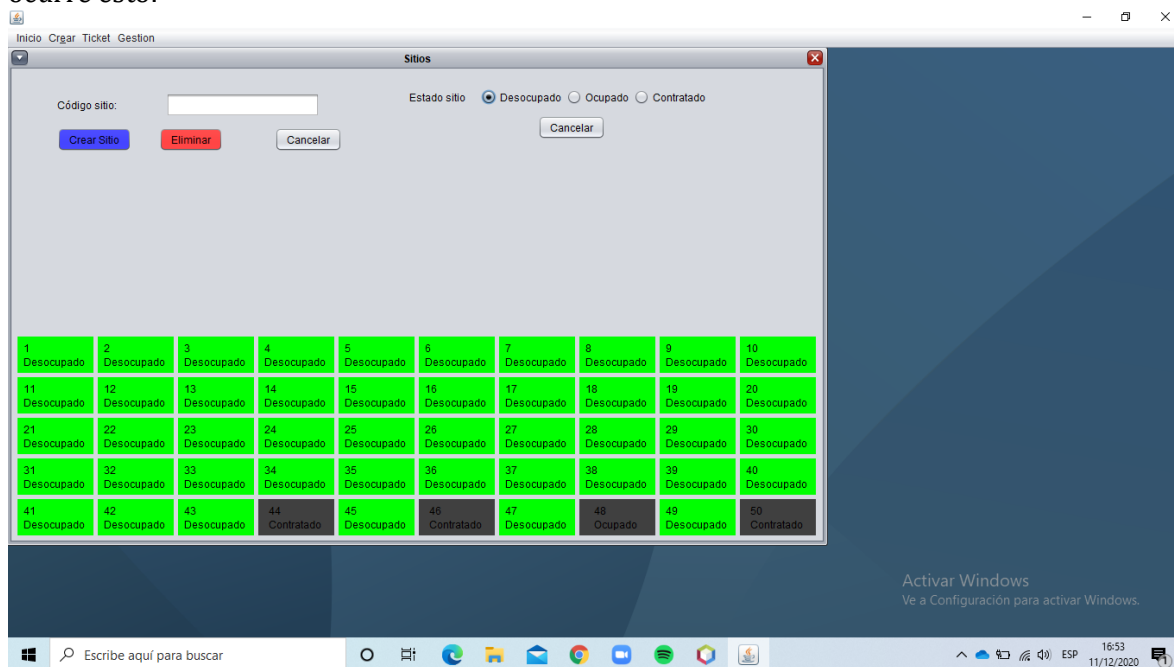 ocurre esto.
Inicio Crear Ticket Gestion
Sitios
Código sitio:
Estado sitio Desocupado Ocupado Contratado
Crear Sitio Eliminar Cancelar
Cancelar
1 2 3 4 5 6 7 8 9 10
Desocupado Desocupado Desocupado Desocupado Desocupado Desocupado Desocupado Desocupado Desocupado Desocupado
11 12 13 14 15 16 17 18 19 20
Desocupado Desocupado Desocupado Desocupado Desocupado Desocupado Desocupado Desocupado Desocupado Desocupado
21 22 23 24 25 26 27 28 29 30
Desocupado Desocupado Desocupado Desocupado Desocupado Desocupado Desocupado Desocupado Desocupado Desocupado
31 32 33 34 35 36 37 38 39 40
Desocupado Desocupado Desocupado Desocupado Desocupado Desocupado Desocupado Desocupado Desocupado Desocupado
41 42 43 44 45 46 47 48 49 50
Desocupado Desocupado Desocupado Contratado Desocupado Contratado Desocupado Ocupado Desocupado Contratado
Activar Windows
Ve a Configuración para activar Windows.
Escribe aquí para buscar
ESP
16:53
11/12/2020